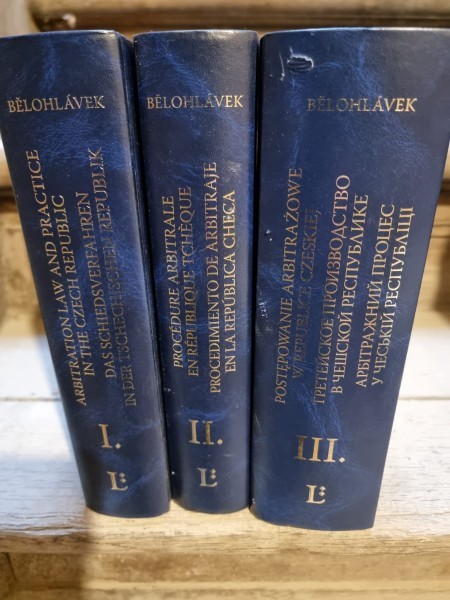 BĚLOHLÁVEK
ARBITRATION LAW AND PRACTICE
IN THE CZECH REPUBLIC
DAS SCHIEDSVERFAHREN
IN DER TSCHECHISCHEN REPUBLIK
I.
L
BĚLOHLÁVEK
PROCÉDURE ARBITRALE
EN RÉPUBLIQUE TCHÈQUE
PROCEDIMIENTO DE ARBITRAJE
EN LA REPÚBLICA CHECA
II.
L
BĚLOHLÁVEK
POSTĘPOWANIE ARBITRAŻOWE
W REPUBLICE CZESKIEJ
ТРЕТЕЙСКОЕ ПРОИЗВОДСТВО
В ЧЕШСКОЙ РЕСПУБЛИКЕ
АРБІТРАЖНИЙ ПРОЦЕС
У ЧЕСЬКІЙ РЕСПУБЛІЦІ
III.
L